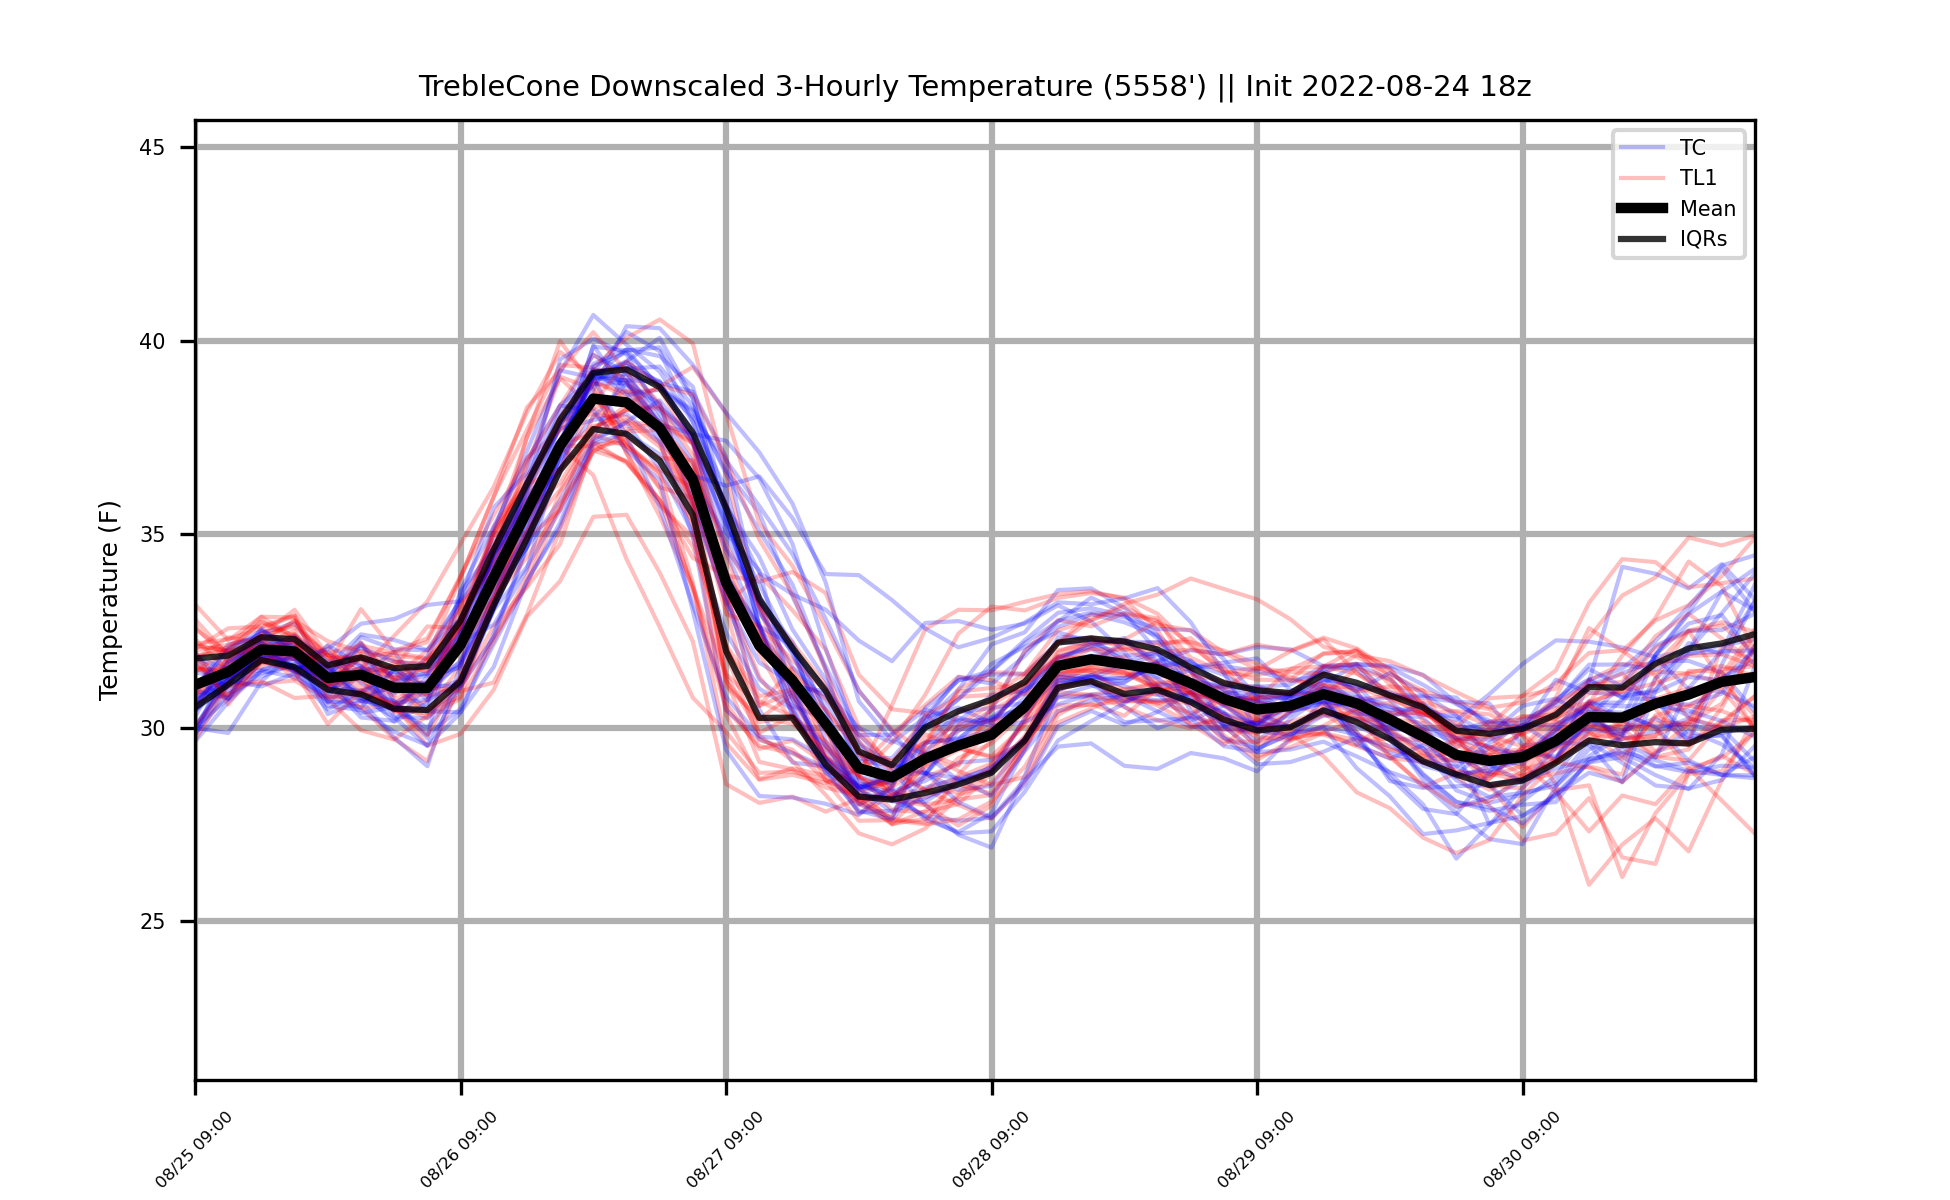 TrebleCone Downscaled 3-Hourly Temperature (5558') || Init 2022-08-24 18z
TC
TL1
Mean
IQRs
Temperature (F)
45
40
35
30
25
08/25 09:00
08/26 09:00
08/27 09:00
08/28 09:00
08/29 09:00
08/30 09:00